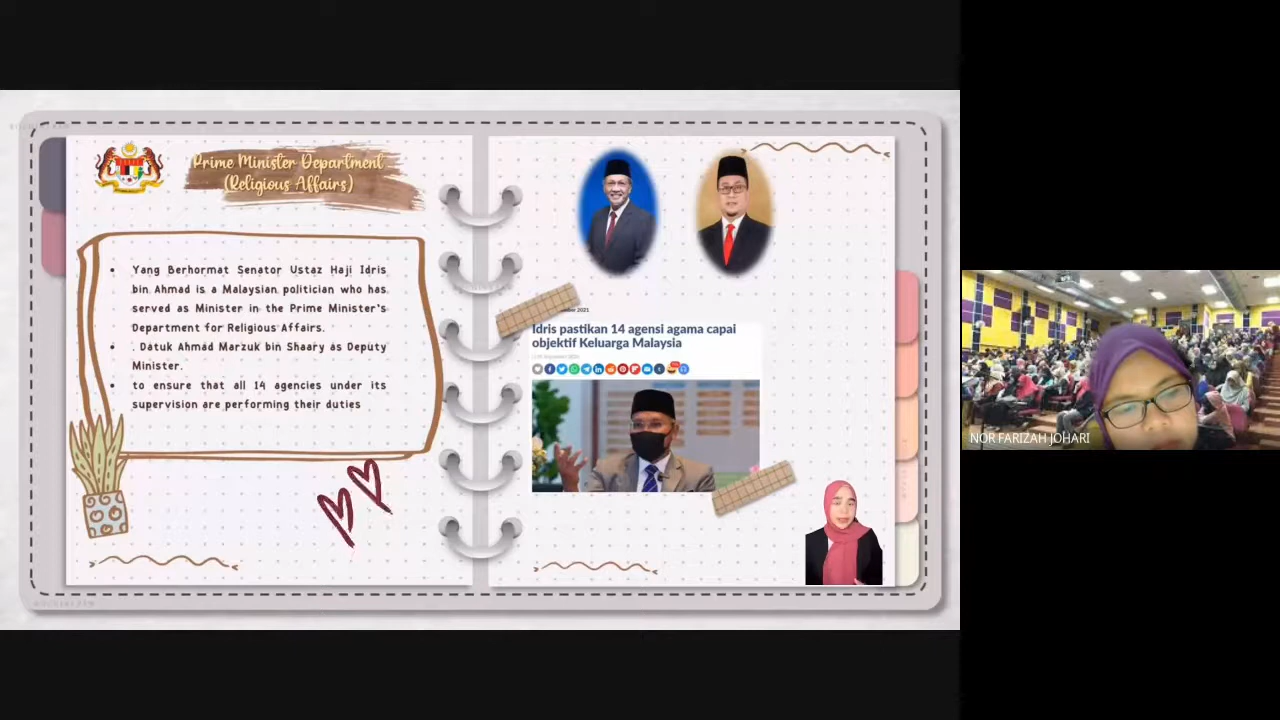 Prime Minister Department
(Religious Affairs)
• Yang Berhormat Senator Ustaz Haji Idris
bin Ahmad is a Malaysian politician who has
served as Minister in the Prime Minister's
Department for Religious Affairs.
• . Datuk Ahmad Marzuk bin Shaary as Deputy
Minister.
• to ensure that all 14 agencies under its
supervision are performing their duties
2021
Idris pastikan 14 agensi agama capai
objektif Keluarga Malaysia
NOR FARIZAH JOHARI